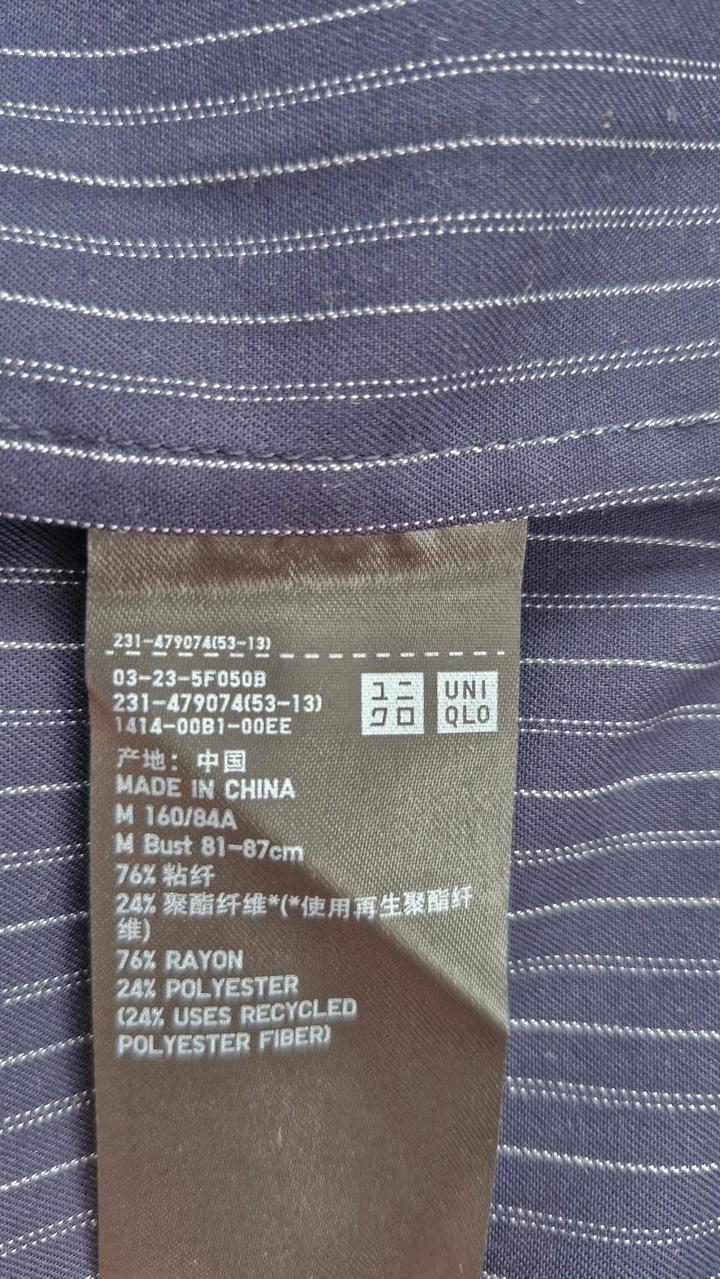 231-479074(53-13)
03-23-5F050B
231-479074(53-13)
1414-00B1-00EE
ユニ
クロ
UNI
QLO
产地：中国
MADE IN CHINA
M 160/84A
M Bust 81-87cm
76% 粘纤
24% 聚酯纤维*(*使用再生聚酯纤
维)
76% RAYON
24% POLYESTER
(24% USES RECYCLED
POLYESTER FIBER)